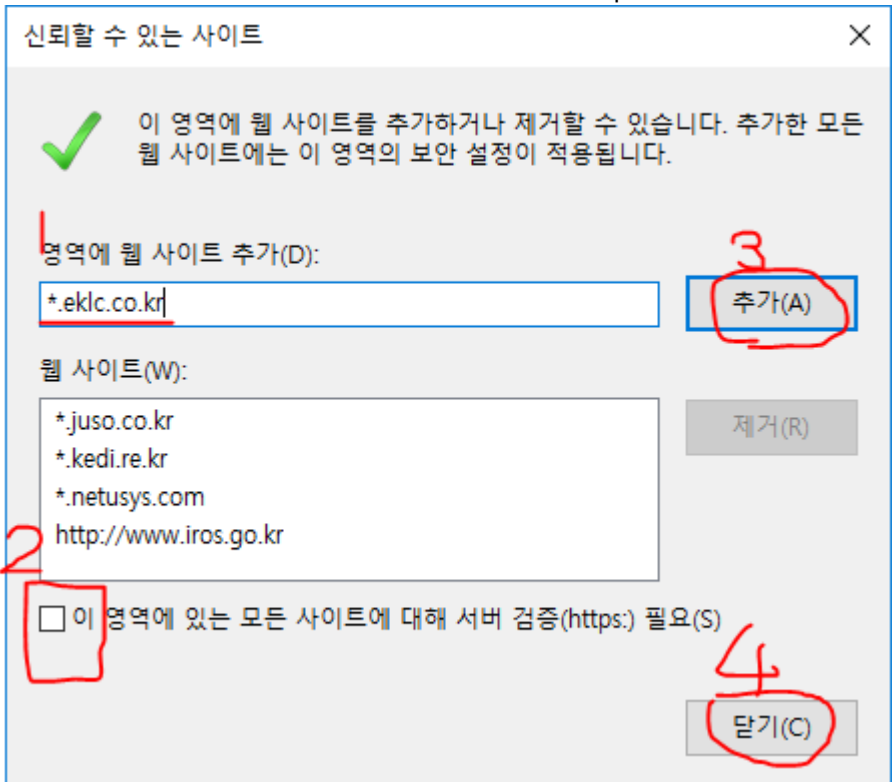 신뢰할 수 있는 사이트
이 영역에 웹 사이트를 추가하거나 제거할 수 있습니다. 추가한 모든
웹 사이트에는 이 영역의 보안 설정이 적용됩니다.
1
영역에 웹 사이트 추가(D):
3
*.eklc.co.kr
추가(A)
웹 사이트(W):
*.juso.co.kr
제거(R)
*.kedi.re.kr
*.netusys.com
http://www.iros.go.kr
2
이 영역에 있는 모든 사이트에 대해 서버 검증(https:) 필요(S)
4
닫기(C)